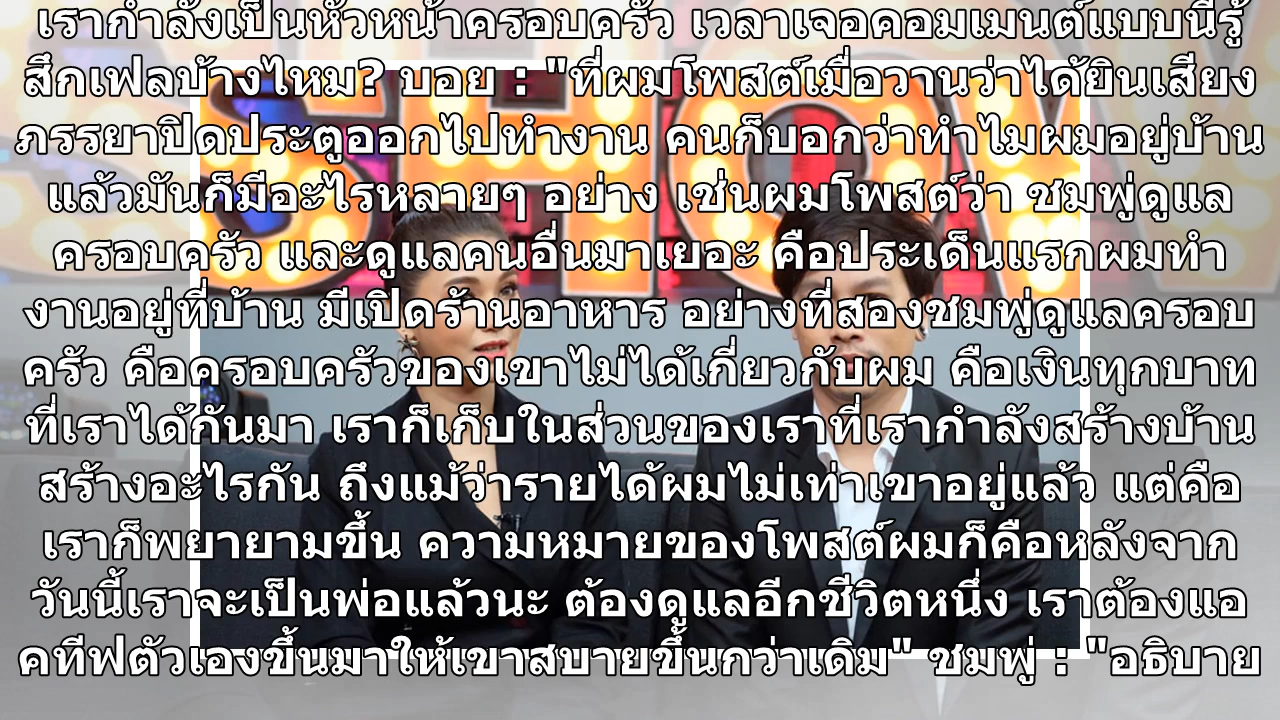 เรากำลังเป็นหัวหน้าครอบครัว เวลาเจอคอมเมนต์แบบนี้รู้
สึกเฟลบ้างไหม? บอย : "ที่ผมโพสต์เมื่อวานว่าได้ยินเสียง
ภรรยาปิดประตูออกไปทำงาน คนก็บอกว่าทำไมผมอยู่บ้าน
แล้วมันก็มีอะไรหลายๆ อย่าง เช่นผมโพสต์ว่า ชมพู่ดูแล
ครอบครัว และดูแลคนอื่นมาเยอะ คือประเด็นแรกผมทำ
งานอยู่ที่บ้าน มีเปิดร้านอาหาร อย่างที่สองชมพู่ดูแลครอบ
ครัว คือครอบครัวของเขาไม่ได้เกี่ยวกับผม คือเงินทุกบาท
ที่เราได้กันมา เราก็เก็บในส่วนของเราที่เรากำลังสร้างบ้าน
สร้างอะไรกัน ถึงแม้ว่ารายได้ผมไม่เท่าเขาอยู่แล้ว แต่คือ
เราก็พยายามขึ้น ความหมายของโพสต์ผมก็คือหลังจาก
วันนี้เราจะเป็นพ่อแล้วนะ ต้องดูแลอีกชีวิตหนึ่ง เราต้องแอ
คทีฟตัวเองขึ้นมาให้เขาสบายขึ้นกว่าเดิม" ชมพู่ : "อธิบาย
SHOW